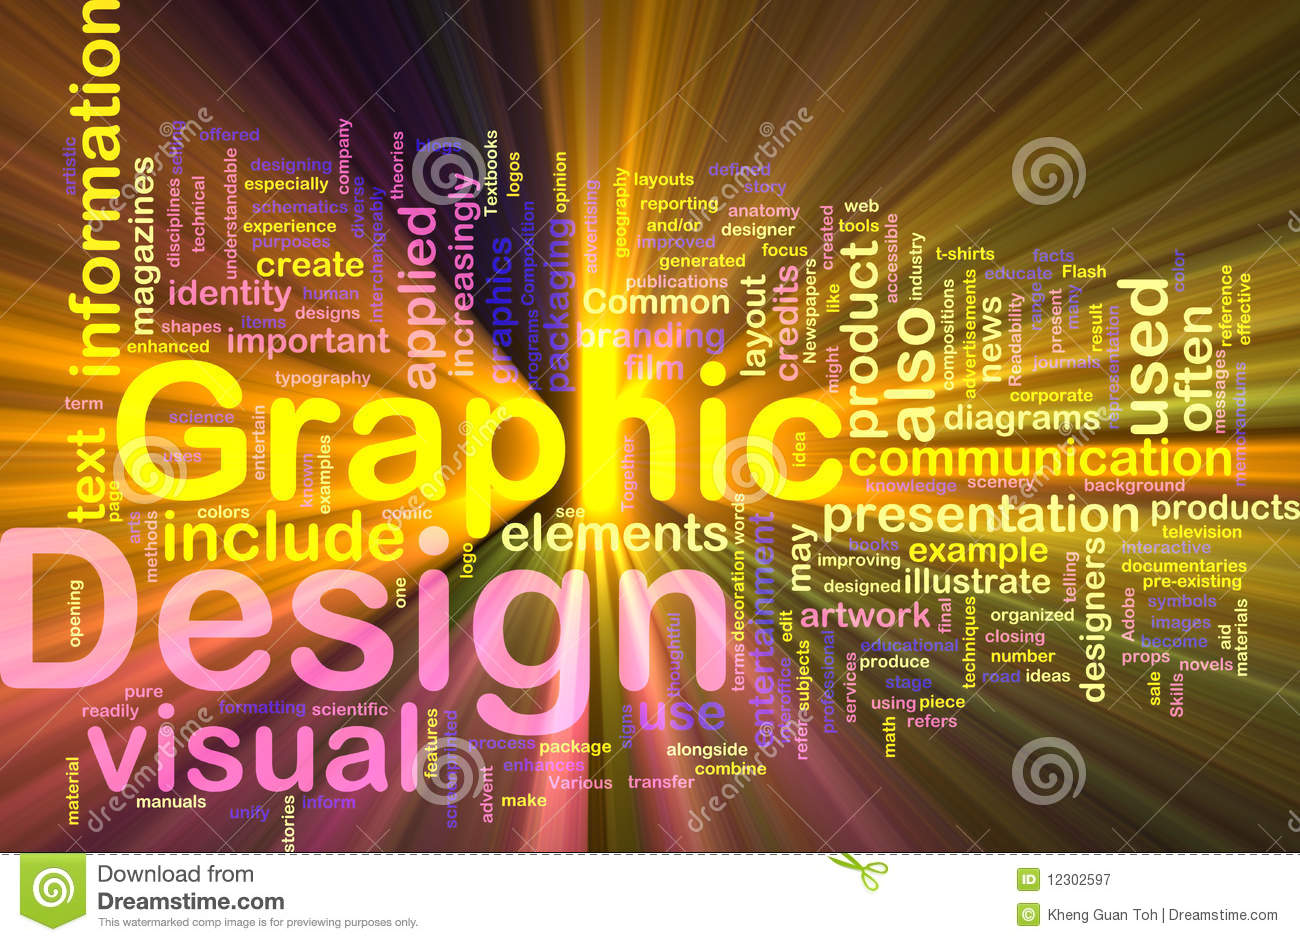 information
artistic
magazines
disciplines
selling
technical
understandable
offered
designing
especially
schematics
experience
purposes
create
company
diverse
interchangeably
theories
blogs
applied
increasingly
Textbooks
logos
opinion
identity
human
designs
shapes
items
enhanced
important
typography
graphics
programs
Composition
packaging
advertising
geography
layouts
defined
story
reporting
anatomy
and/or
designer
improved
focus
generated
publications
Common
branding
film
layout
credits
Newspapers
created
like
might
web
tools
product
accessible
industry
also
t-shirts
facts
educate
Flash
compositions
advertisements
news
Readability
range
present
many
result
journals
representation
corporate
diagrams
used
often
color
reference
effective
messages
memorandums
term
text
page
science
uses
entertain
known
examples
Graphic
Together
idea
communication
knowledge
scenery
background
arts
methods
colors
comic
include
logo
one
see
elements
words
decoration
terms
entertainment
may
presentation
products
television
books
improving
example
interactive
documentaries
designed
illustrate
telling
pre-existing
designers
Adobe
symbols
images
become
aid
materials
opening
Design
thoughtful
edit
artwork
final
techniques
organized
closing
educational
produce
number
stage
road
ideas
props
novels
sale
Skills
professional
services
subjects
refer
using
piece
math
refers
pure
readily
formatting
scientific
visual
features
process
package
enhances
Various
transfer
signs
use
alongside
combine
material
manuals
unify
inform
stories
advent
make
dreamstime
Download from
Dreamstime.com
This watermarked comp image is for previewing purposes only.
ID 12302597
© Kheng Guan Toh | Dreamstime.com